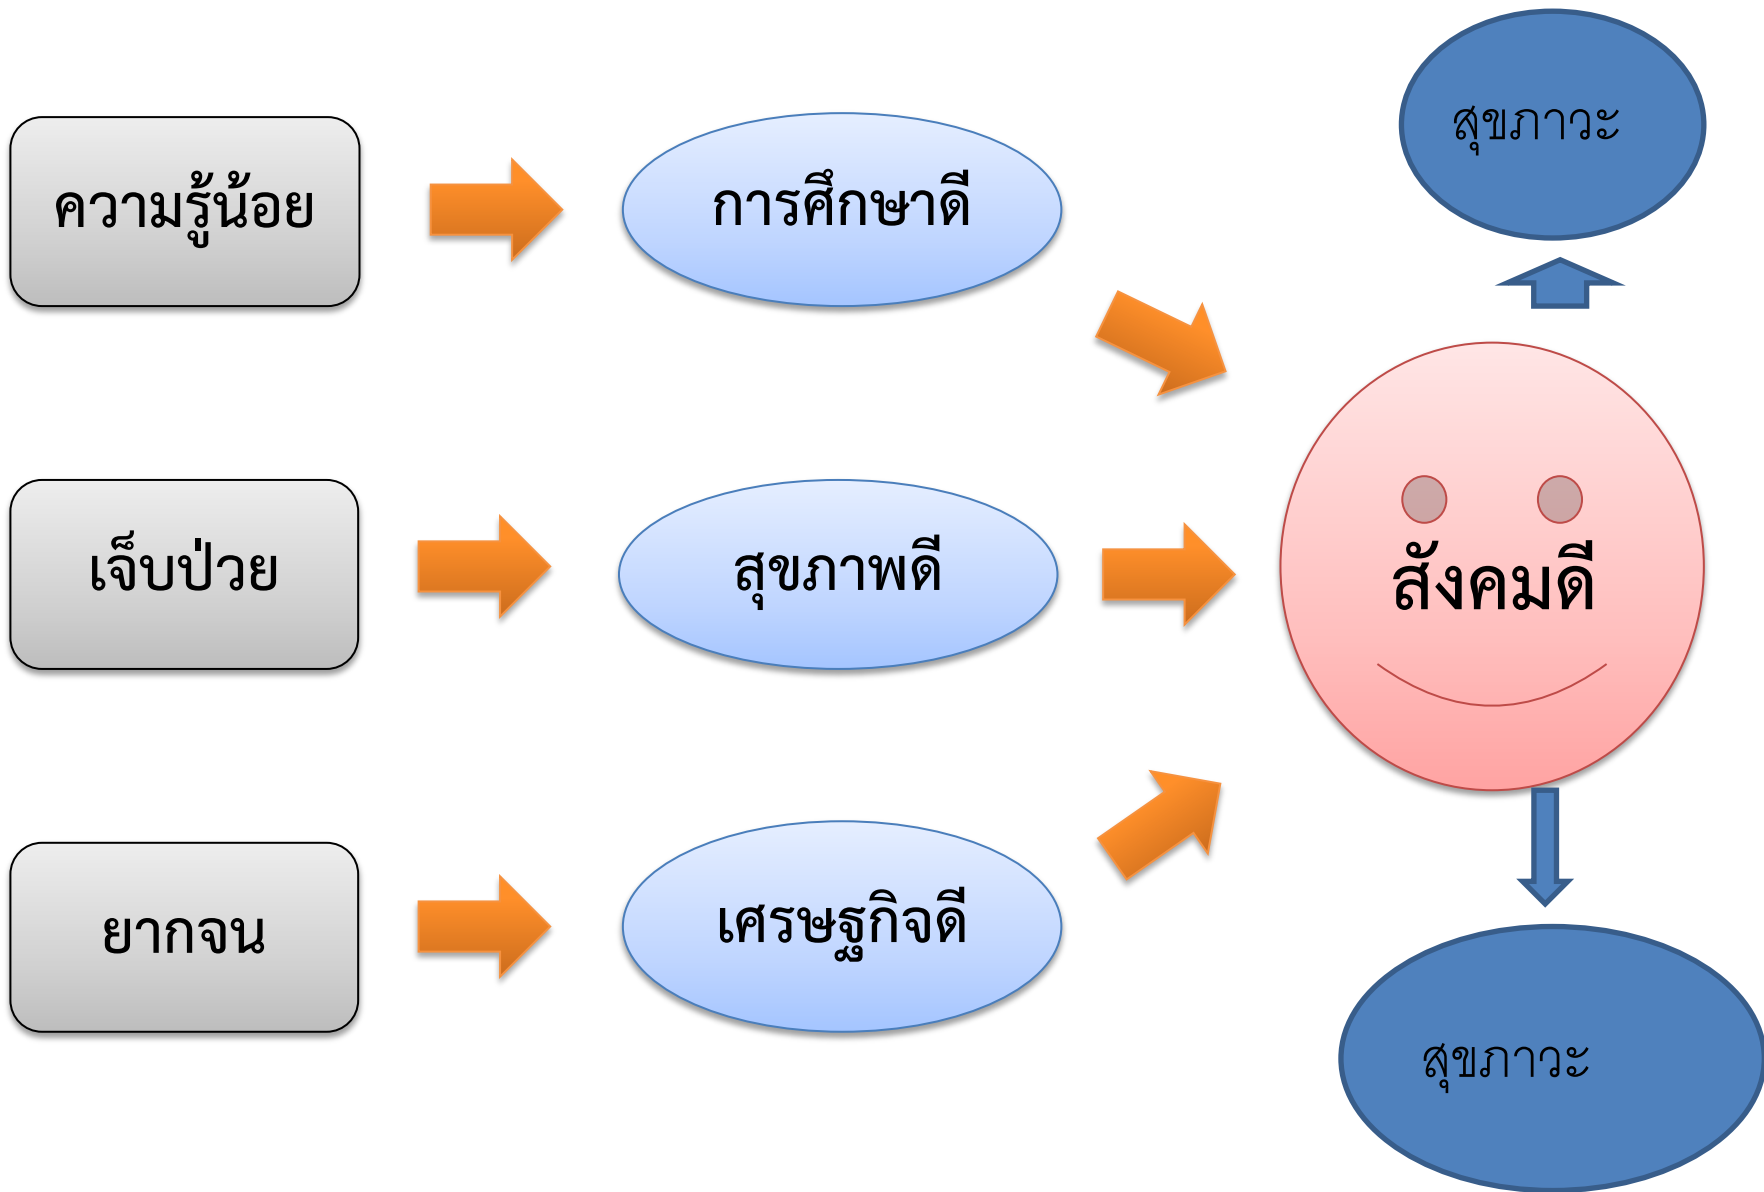 สุขภาวะ
ความรู้น้อย
การศึกษาดี
เจ็บป่วย
สุขภาพดี
สังคมดี
ยากจน
เศรษฐกิจดี
สุขภาวะ